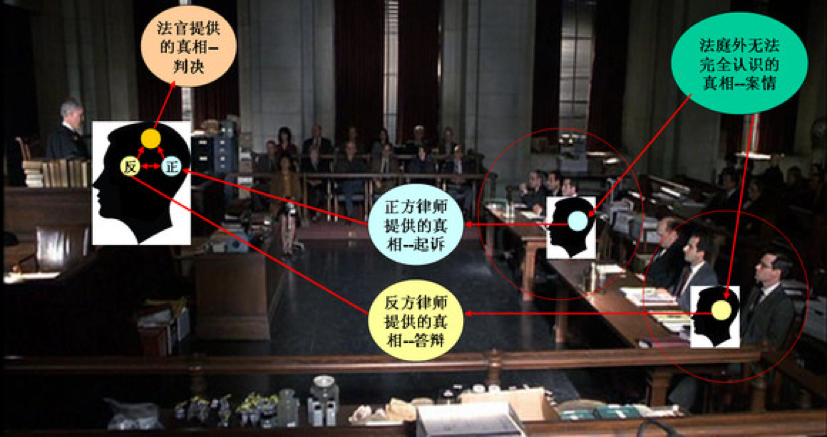 法官提供
的真相--
判决
法庭外无法
完全认识的
真相--案情
反
正
正方律师
提供的真
相--起诉
反方律师
提供的真
相--答辩